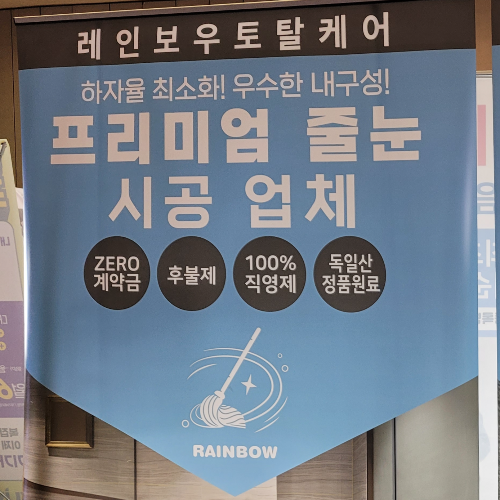 레인보우토탈케어
하자율 최소화! 우수한 내구성!
프리미엄 줄눈
시공 업체
ZERO
계약금
후불제
100%
직영제
독일산
정품원료
RAINBOW